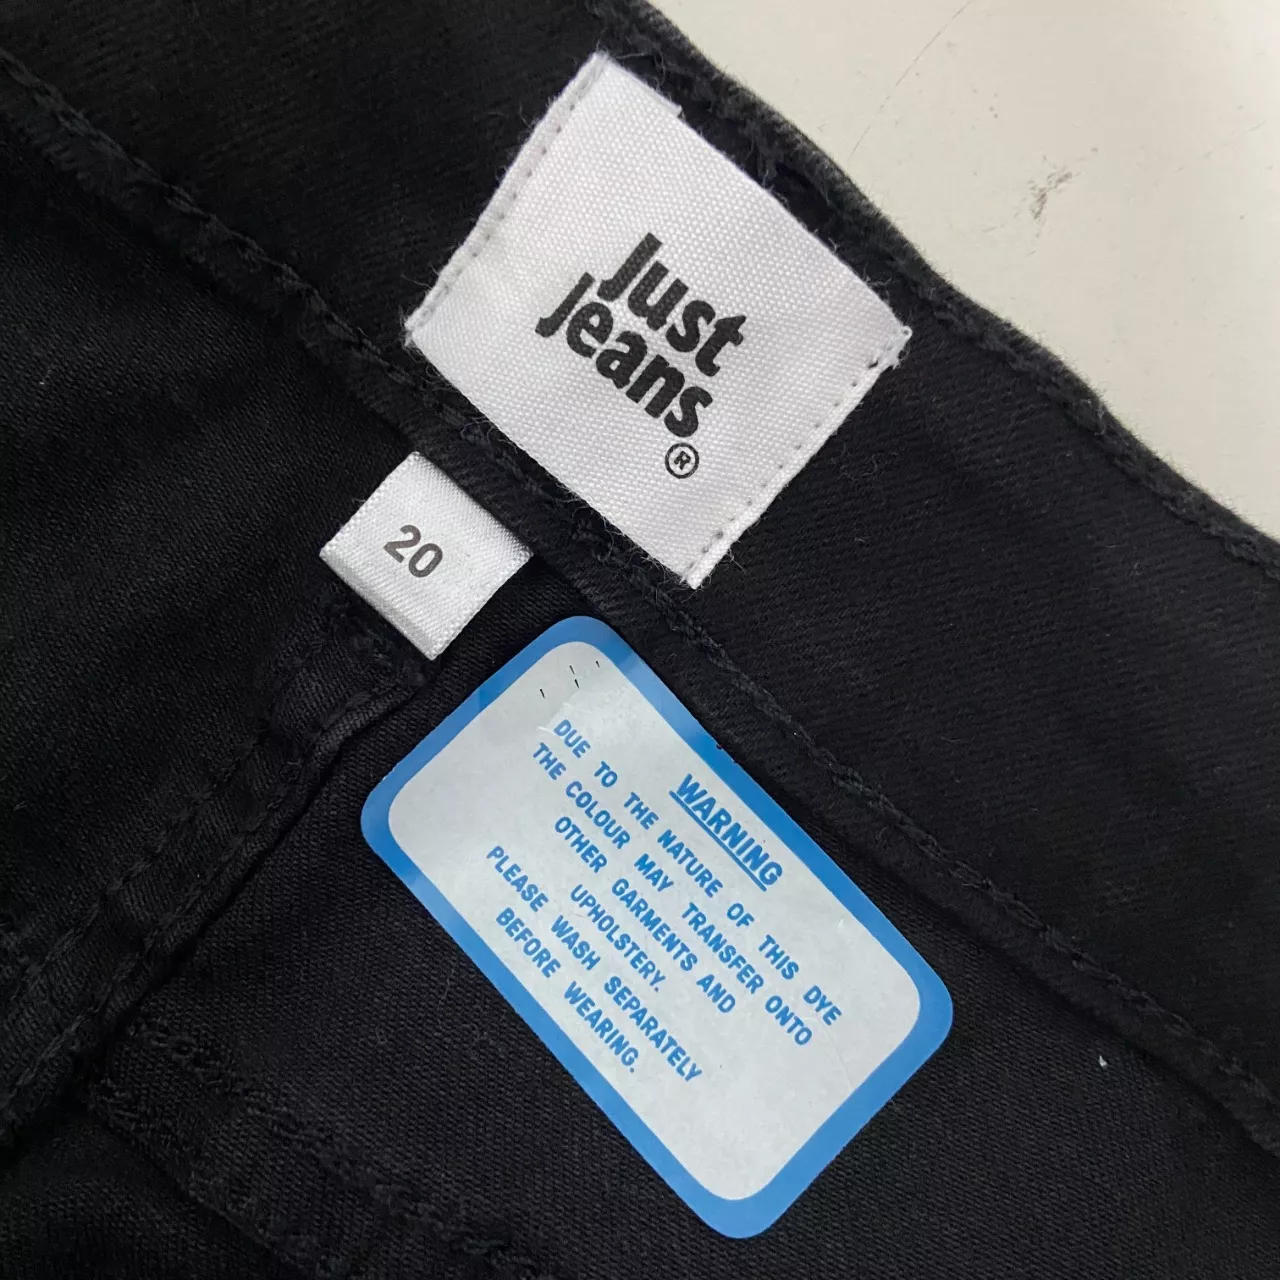 Just
Jeans
®
20
WARNING
DUE TO THE NATURE OF THIS DYE
THE COLOUR MAY TRANSFER ONTO
OTHER GARMENTS AND
UPHOLSTERY.
PLEASE WASH SEPARATELY
BEFORE WEARING.